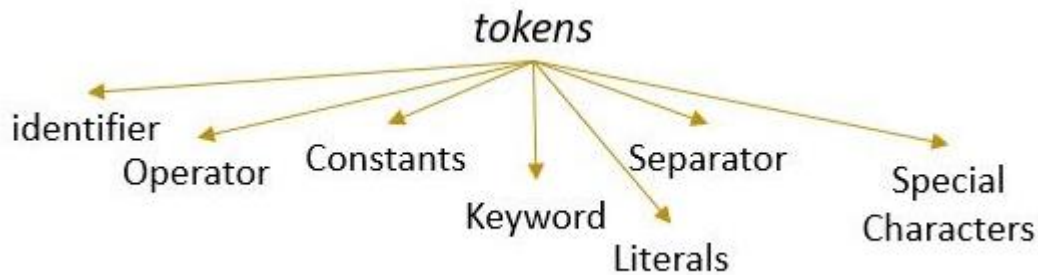 tokens
identifier
Operator
Constants
Keyword
Literals
Separator
Special
Characters